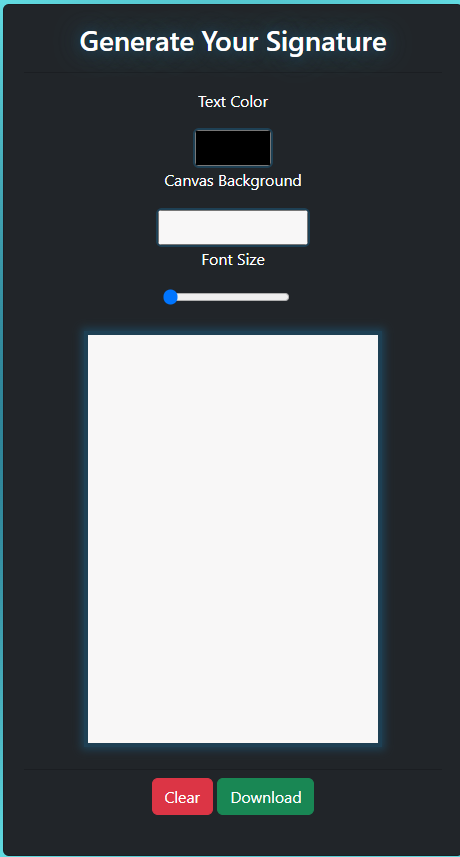 Generate Your Signature
Text Color
Canvas Background
Font Size
Clear Download